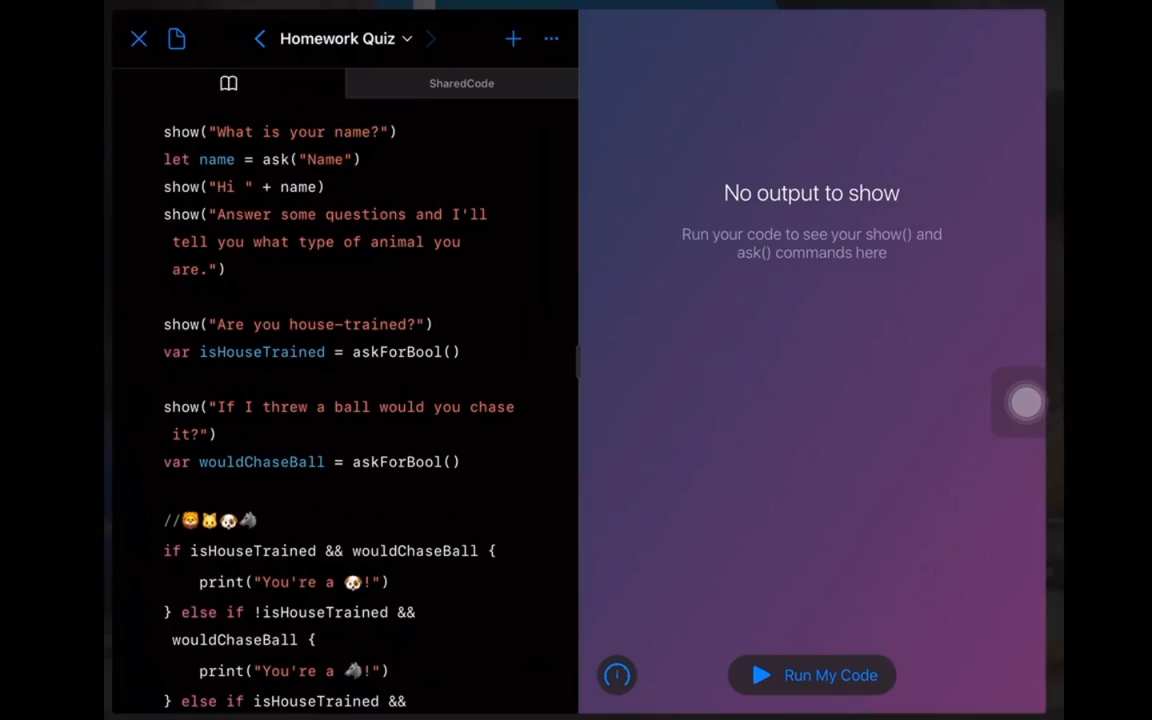 Homework Quiz
SharedCode
show("What is your name?")
let name = ask("Name")
show("Hi " + name)
show("Answer some questions and I'll
tell you what type of animal you
are.")
show("Are you house-trained?")
var isHouseTrained = askForBool()
show("If I threw a ball would you chase
it?")
var wouldChaseBall = askForBool()
//🦁🐱🐶🐴
if isHouseTrained && wouldChaseBall {
print("You're a 🐶!")
} else if !isHouseTrained &&
wouldChaseBall {
print("You're a 🐴!")
} else if isHouseTrained &&
No output to show
Run your code to see your show() and
ask() commands here
Run My Code